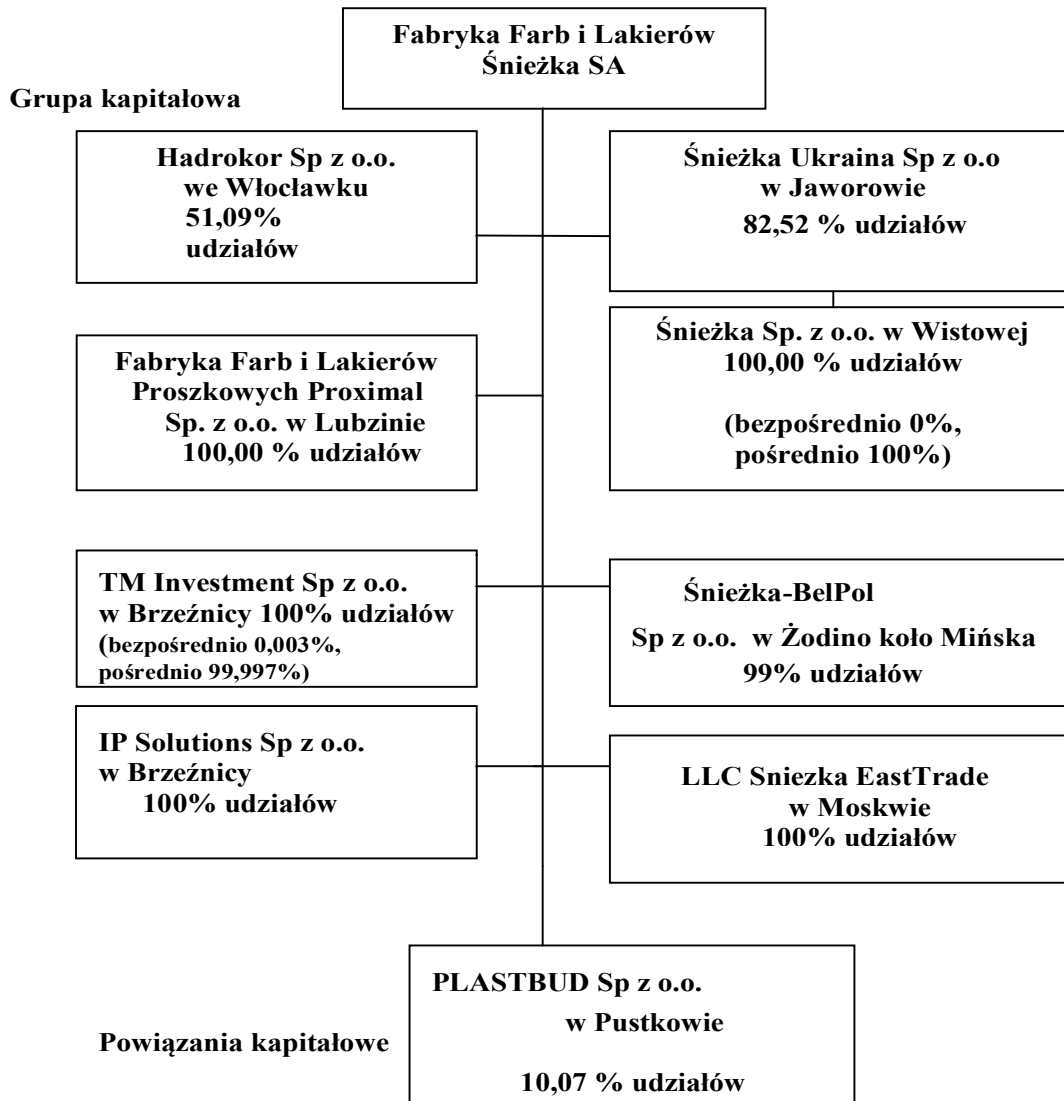 Fabryka Farb i Lakierów
Śnieżka SA
Grupa kapitałowa
Hadrokor Sp z o.o.
we Włocławku
51,09%
udziałów
Śnieżka Ukraina Sp z o.o
w Jaworowie
82,52 % udziałów
Fabryka Farb i Lakierów
Proszkowych Proximal
Sp. z o.o. w Lubzinie
100,00 % udziałów
Śnieżka Sp. z o.o. w Wistowej
100,00 % udziałów
(bezpośrednio 0%,
pośrednio 100%)
TM Investment Sp z o.o.
w Brzeźnicy 100% udziałów
(bezpośrednio 0,003%,
pośrednio 99,997%)
Śnieżka-BelPol
Sp z o.o. w Żodino koło Mińska
99% udziałów
IP Solutions Sp z o.o.
w Brzeźnicy
100% udziałów
LLC Sniezka EastTrade
w Moskwie
100% udziałów
PLASTBUD Sp z o.o.
w Pustkowie
10,07 % udziałów
Powiązania kapitałowe